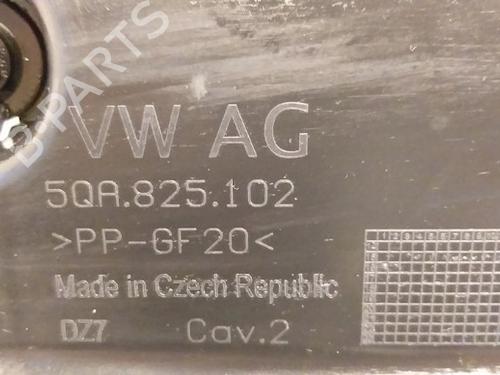 VW AG
5QA.825.102
>PP-GF20<
Made in Czech Republic
DZ7 Cav.2
B-PARTS